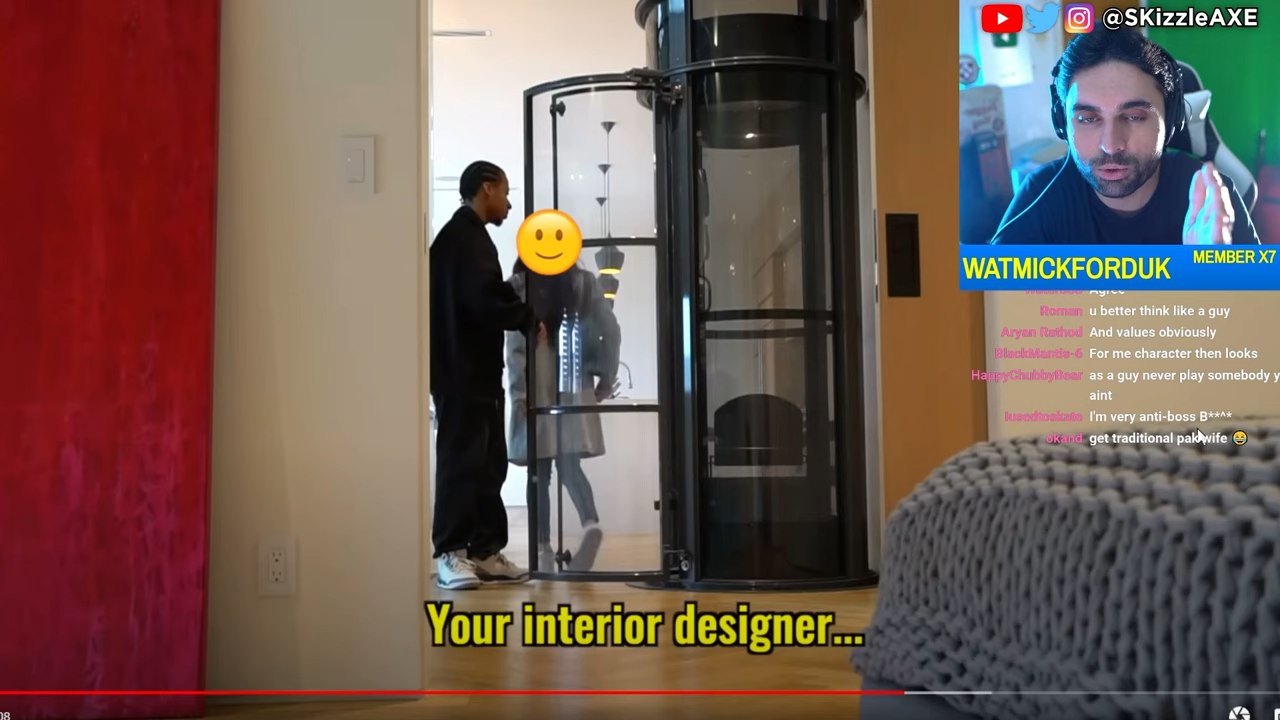 @SKizzleAXE
WATMICKFORDUK
MEMBER X7
Agree
Roman u better think like a guy
Aryan Rathod And values obviously
BlackMantis-6 For me character then looks
HappyChubbyBear as a guy never play somebody y
aint
I'm very anti-boss B**^*
get traditional pak wife
Your interior designer...
08